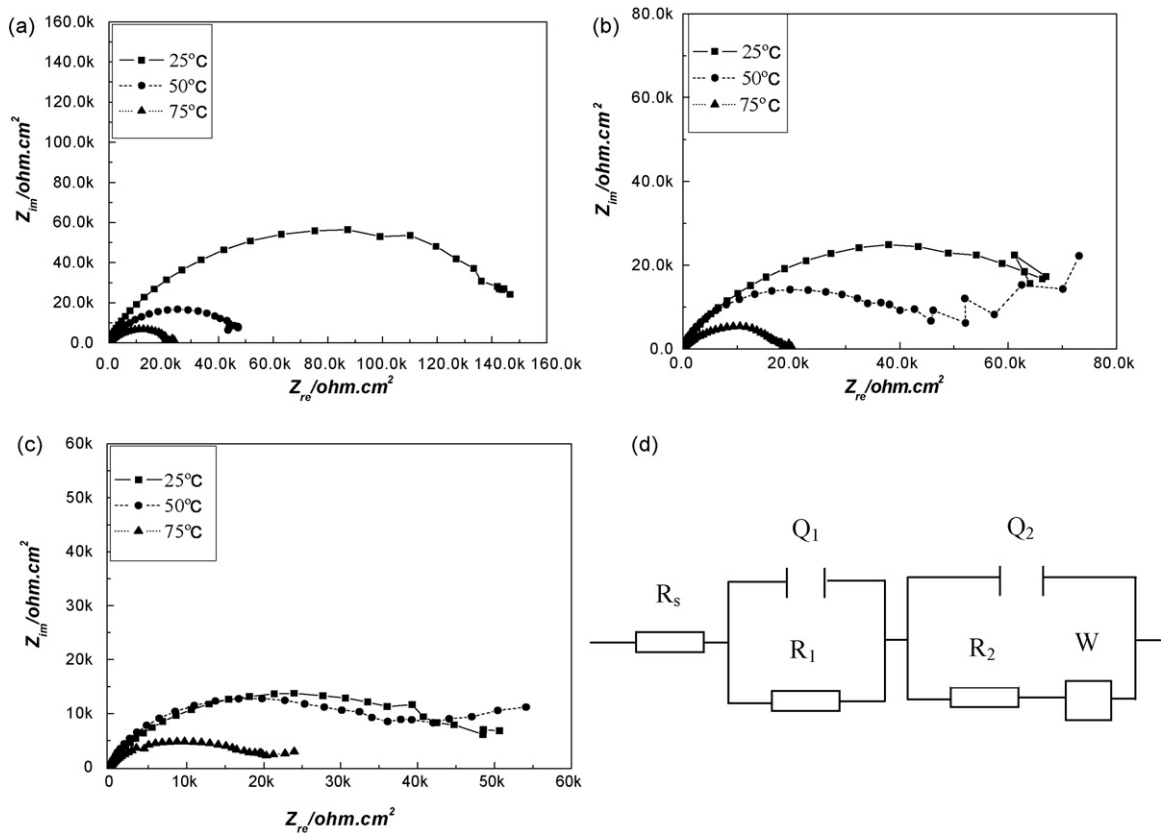 (a)
160.0k
140.0k
120.0k
100.0k
80.0k
60.0k
40.0k
20.0k
0.0
Z_im/ohm.cm²
25°C
50°C
75°C
0.0 20.0k 40.0k 60.0k 80.0k 100.0k 120.0k 140.0k 160.0k
Z_re/ohm.cm²
(b)
80.0k
60.0k
40.0k
20.0k
0.0
Z_im/ohm.cm²
25°C
50°C
75°C
0.0 20.0k 40.0k 60.0k 80.0k
Z_re/ohm.cm²
(c)
60k
50k
40k
30k
20k
10k
0
Z_im/ohm.cm²
25°C
50°C
75°C
0 10k 20k 30k 40k 50k 60k
Z_re/ohm.cm²
(d)
Q₁ Q₂
R_s
R₁ R₂ W